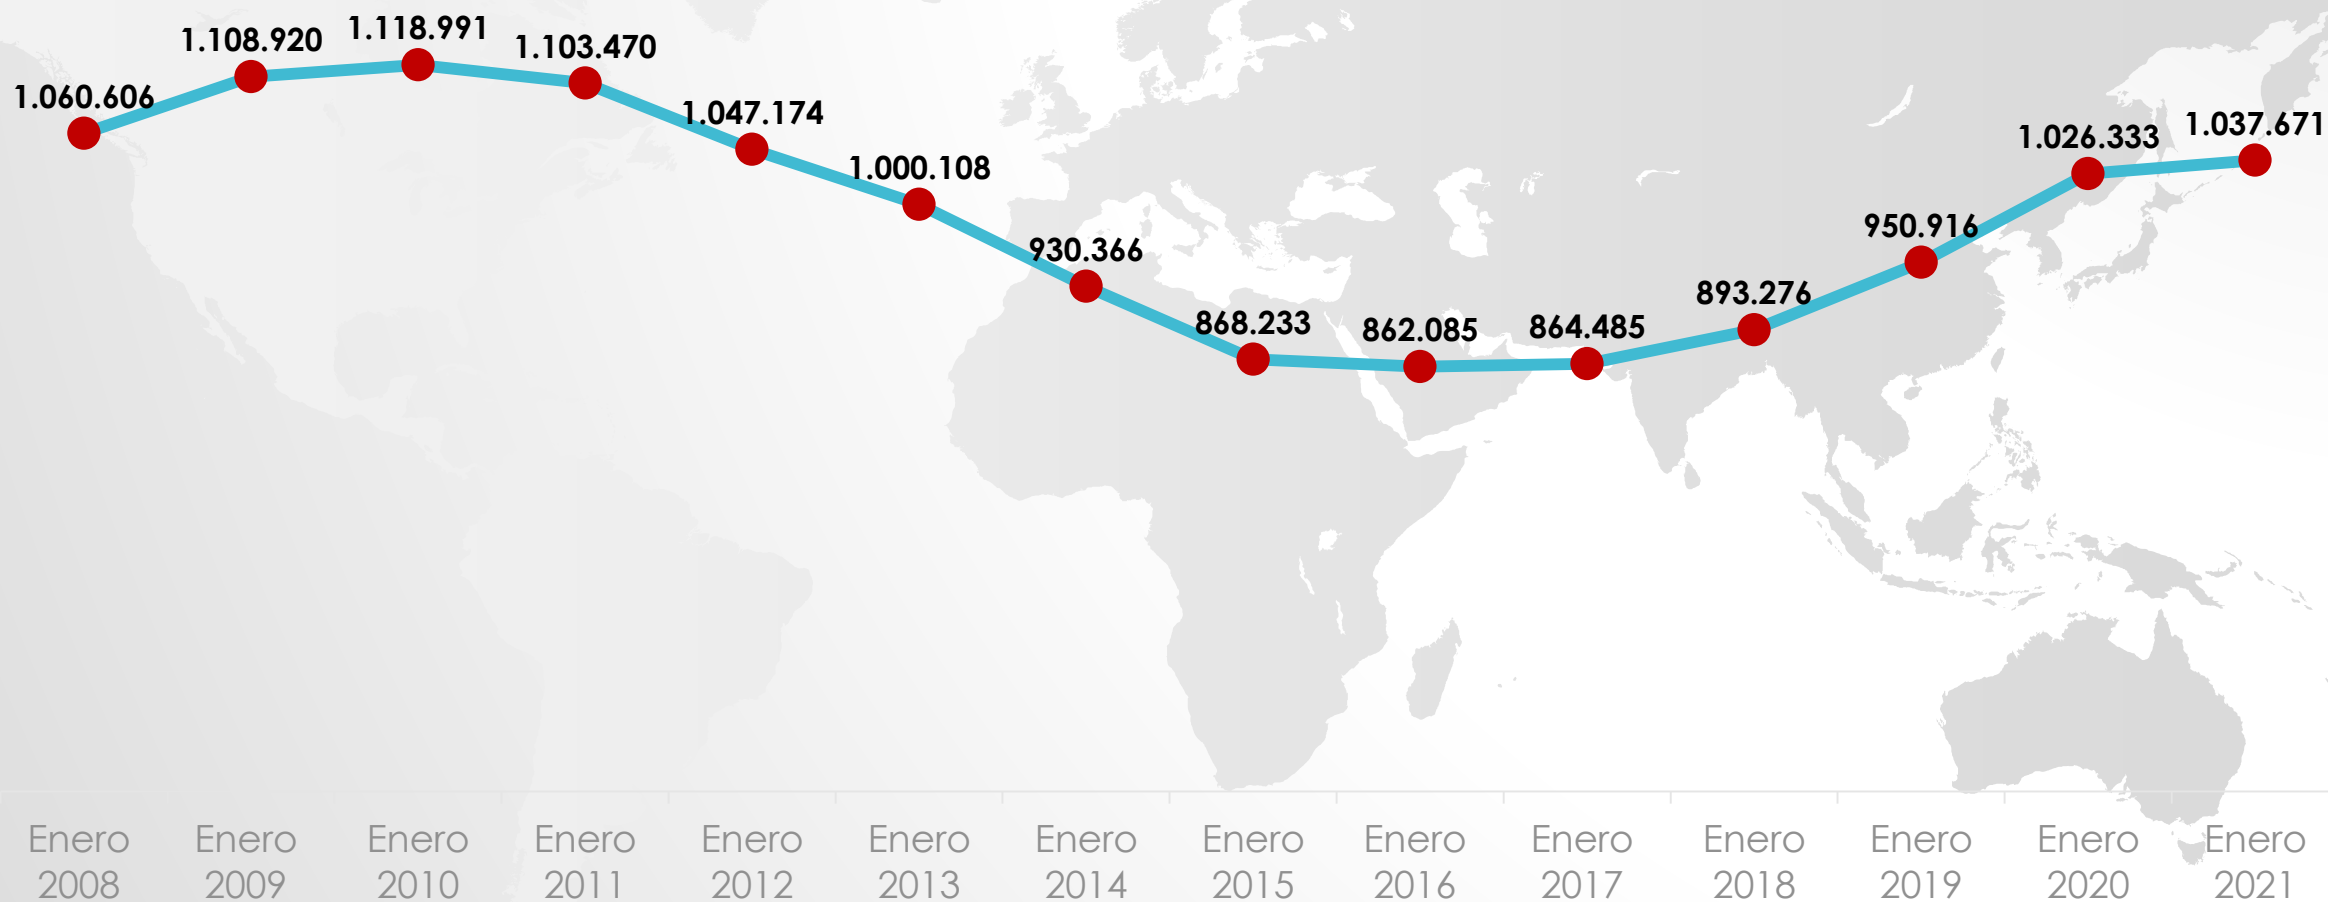 1.060.606
1.108.920
1.118.991
1.103.470
1.047.174
1.000.108
930.366
868.233
862.085
864.485
893.276
950.916
1.026.333
1.037.671
Enero
2008
Enero
2009
Enero
2010
Enero
2011
Enero
2012
Enero
2013
Enero
2014
Enero
2015
Enero
2016
Enero
2017
Enero
2018
Enero
2019
Enero
2020
Enero
2021